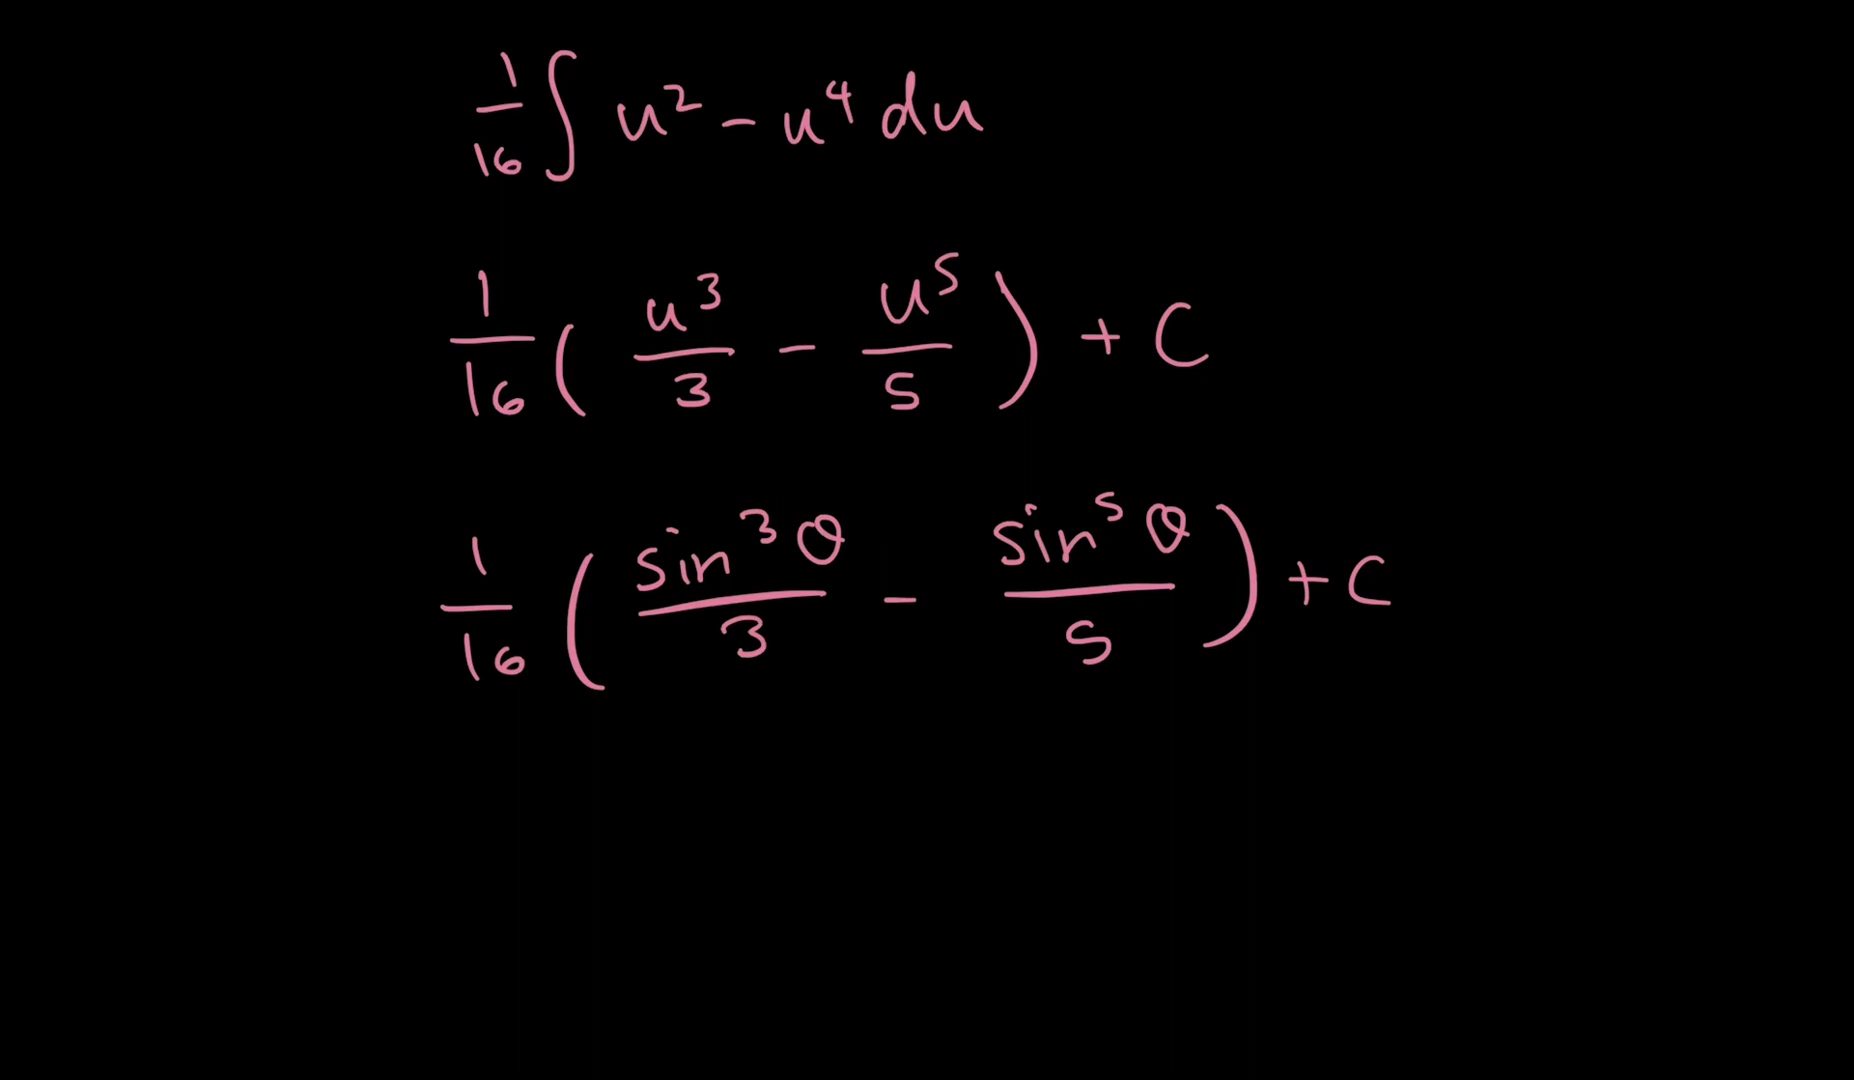 1/16 ∫ u² - u⁴ du
1/16 ( u³/3 - u⁵/5 ) + C
1/16 ( sin³θ/3 - sin⁵θ/5 ) + C